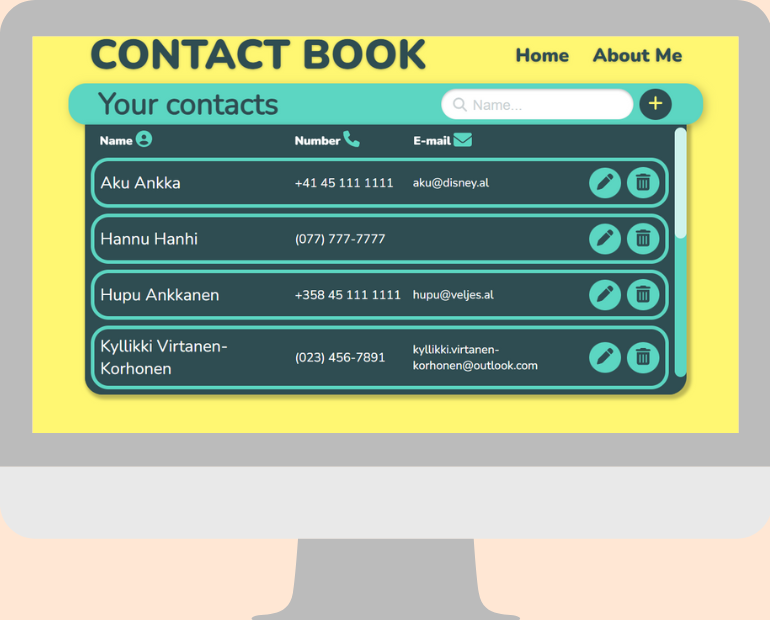 CONTACT BOOK
Home About Me
Your contacts
Name...
+
Name Number E-mail
Aku Ankka +41 45 111 1111 aku@disney.al
Hannu Hanhi (077) 777-7777
Hupu Ankkanen +358 45 111 1111 hupu@veljes.al
Kyllikki Virtanen-
Korhonen
(023) 456-7891
kyllikki.virtanen-
korhonen@outlook.com